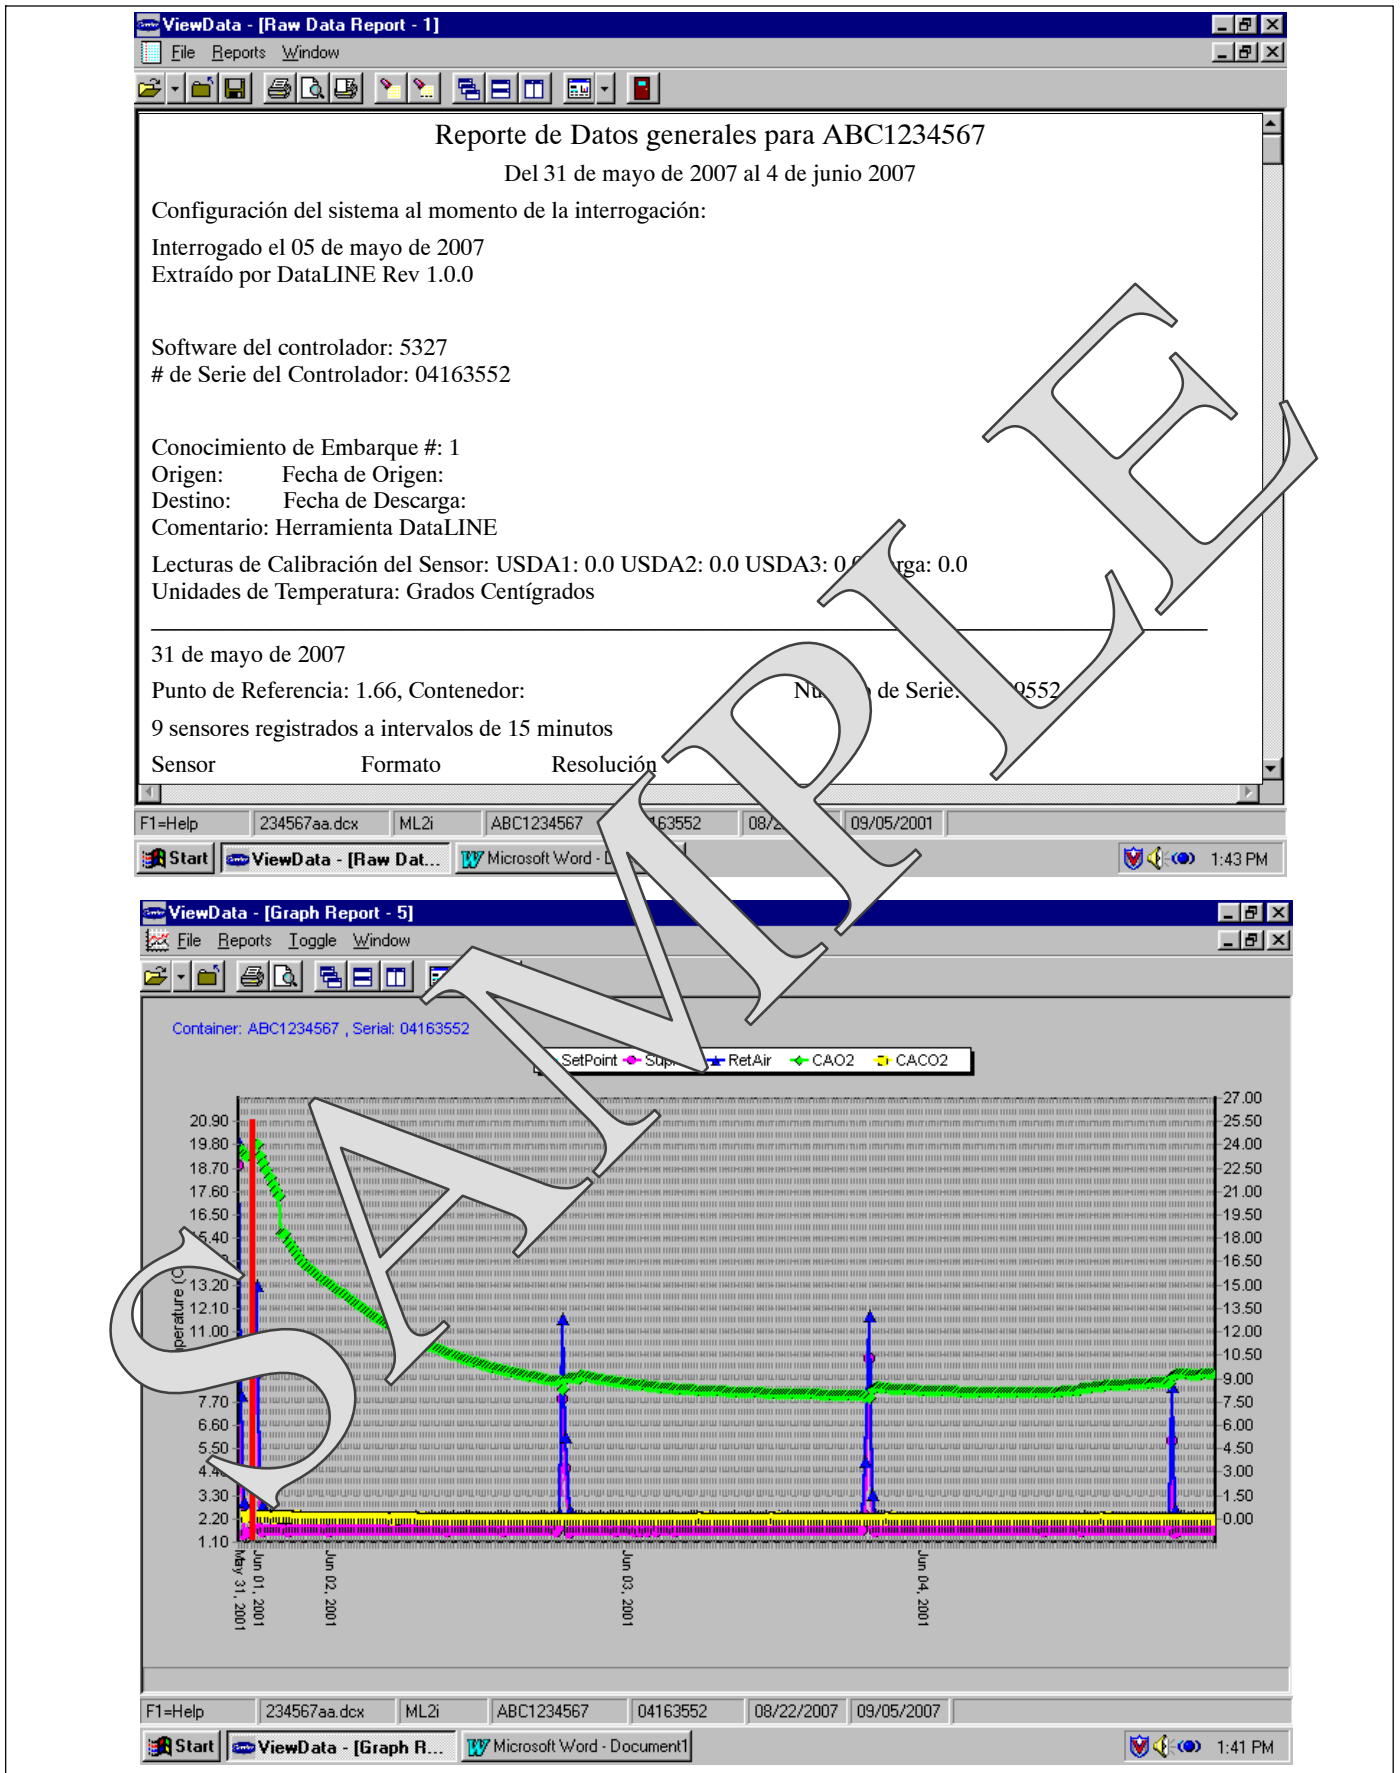 ViewData - [Raw Data Report - 1]
File Reports Window
Reporte de Datos generales para ABC1234567
Del 31 de mayo de 2007 al 4 de junio 2007
Configuración del sistema al momento de la interrogación:
Interrogado el 05 de mayo de 2007
Extraído por DataLINE Rev 1.0.0
Software del controlador: 5327
# de Serie del Controlador: 04163552
Conocimiento de Embarque #: 1
Origen: Fecha de Origen:
Destino: Fecha de Descarga:
Comentario: Herramienta DataLINE
Lecturas de Calibración del Sensor: USDA1: 0.0 USDA2: 0.0 USDA3: 0.0
Unidades de Temperatura: Grados Centígrados
31 de mayo de 2007
Punto de Referencia: 1.66, Contenedor: de Serie:
9 sensores registrados a intervalos de 15 minutos
Sensor Formato Resolución
F1=Help 234567aa.dcx ML2i ABC1234567 09/05/2001
Start ViewData - [Raw Dat... Microsoft Word - 1:43 PM
SAMPLE
ViewData - [Graph Report - 5]
File Reports Toggle Window
Container: ABC1234567 , Serial: 04163552
SetPoint RetAir CAO2 CACO2
20.90
19.80
18.70
17.60
16.50
13.20
12.10
11.00
7.70
6.60
5.50
3.30
2.20
1.10
27.00
25.50
24.00
22.50
21.00
19.50
18.00
16.50
15.00
13.50
12.00
10.50
9.00
7.50
6.00
4.50
3.00
1.50
0.00
May 31, 2001
Jun 01, 2001
Jun 02, 2001
Jun 03, 2001
Jun 04, 2001
F1=Help 234567aa.dcx ML2i ABC1234567 04163552 08/22/2007 09/05/2007
Start ViewData - [Graph R... Microsoft Word - Document1 1:41 PM